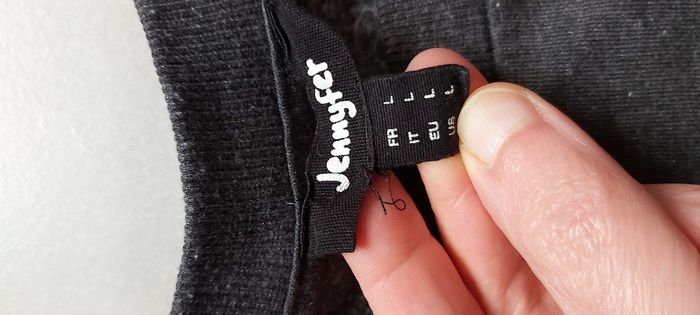 Jennyfer
FR L
IT L
EU L
US L